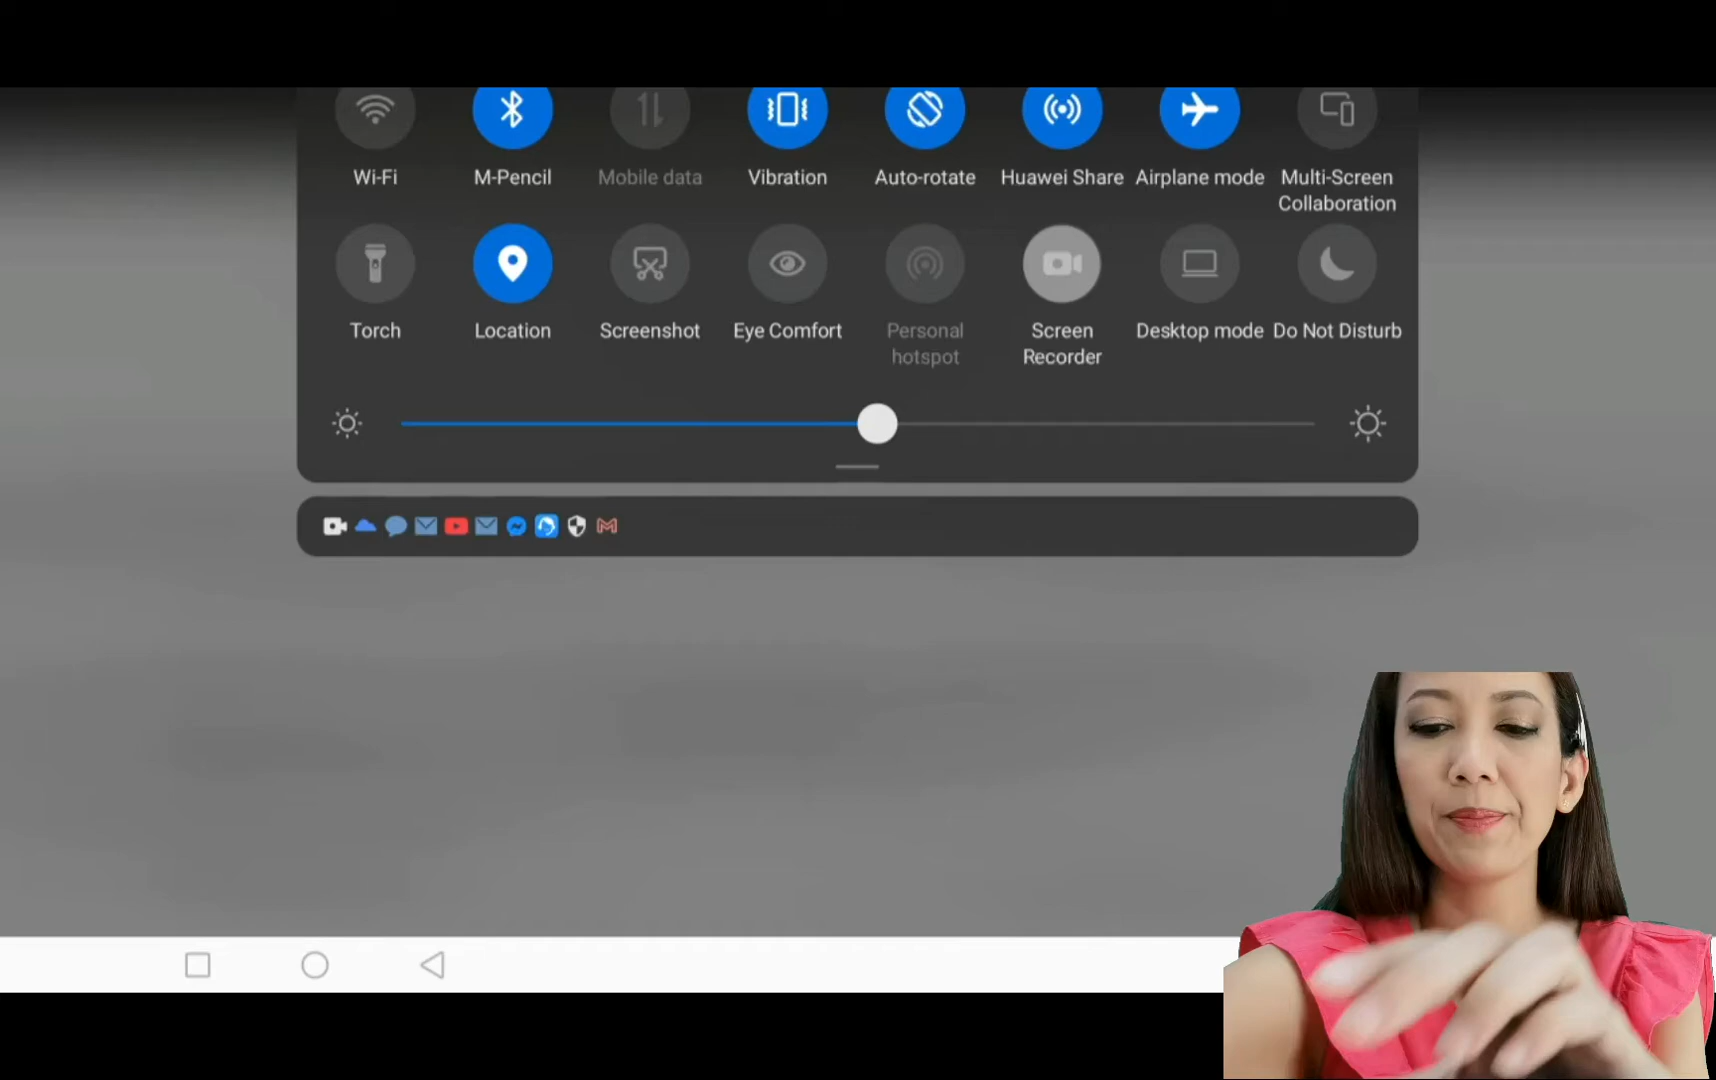 Wi-Fi
M-Pencil
Mobile data
Vibration
Auto-rotate
Huawei Share
Airplane mode
Multi-Screen
Collaboration
Torch
Location
Screenshot
Eye Comfort
Personal
hotspot
Screen
Recorder
Desktop mode
Do Not Disturb